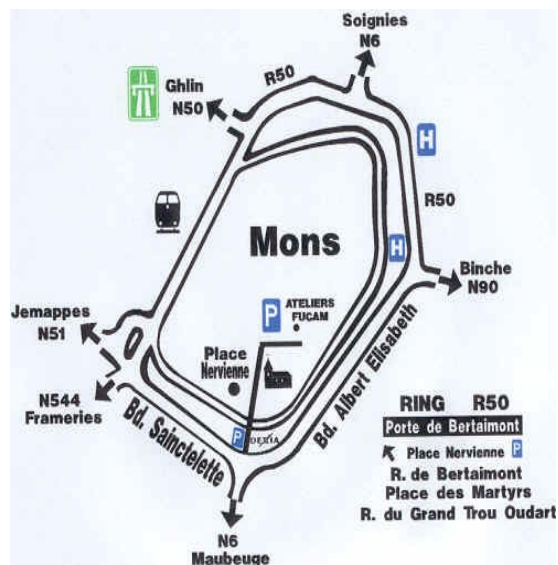 Soignies
N6
R50
Ghlin
N50
H
R50
Mons
H
Binche
N90
Jemappes
N51
P
ATELIERS
FUCAM
Place
Nervienne
N544
Frameries
Bd. Sainctelette
P
DEXIA
Bd. Albert Elisabeth
N6
Maubeuge
RING R50
Porte de Bertaimont
Place Nervienne P
R. de Bertaimont
Place des Martyrs
R. du Grand Trou Oudart